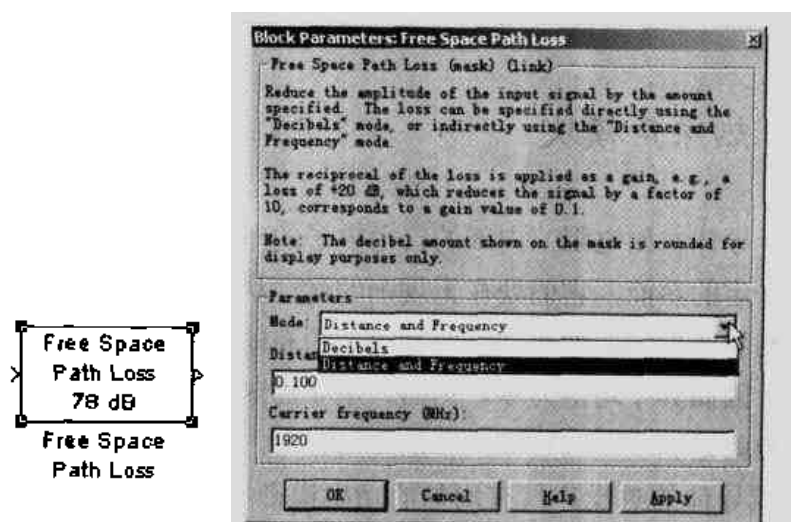 Free Space
Path Loss
78 dB
Free Space
Path Loss
Block Parameters: Free Space Path Loss
Free Space Path Loss (mask) (link)
Reduce the amplitude of the input signal by the amount
specified. The loss can be specified directly using the
"Decibels" mode, or indirectly using the "Distance and
Frequency" mode.
The reciprocal of the loss is applied as a gain, e.g., a
loss of +20 dB, which reduces the signal by a factor of
10, corresponds to a gain value of 0.1.
Note: The decibel amount shown on the mask is rounded for
display purposes only.
Parameters
Mode: Distance and Frequency
Decibels
Distan
Distance and Frequency
0.100
Carrier frequency (MHz):
1920
OK Cancel Help Apply